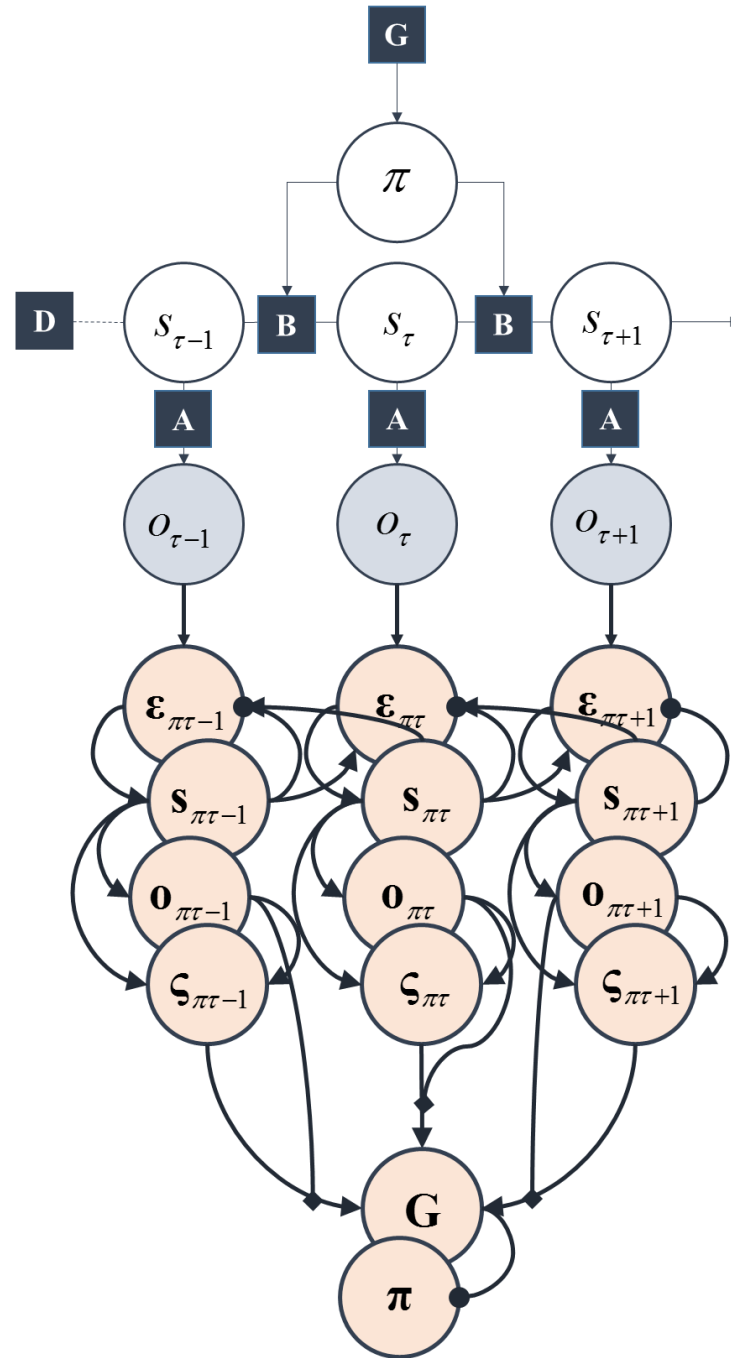 G
π
D s_{τ−1} B s_τ B s_{τ+1}
A A A
o_{τ−1} o_τ o_{τ+1}
ε_{πτ−1} ε_{πτ} ε_{πτ+1}
s_{πτ−1} s_{πτ} s_{πτ+1}
o_{πτ−1} o_{πτ} o_{πτ+1}
ς_{πτ−1} ς_{πτ} ς_{πτ+1}
G
π